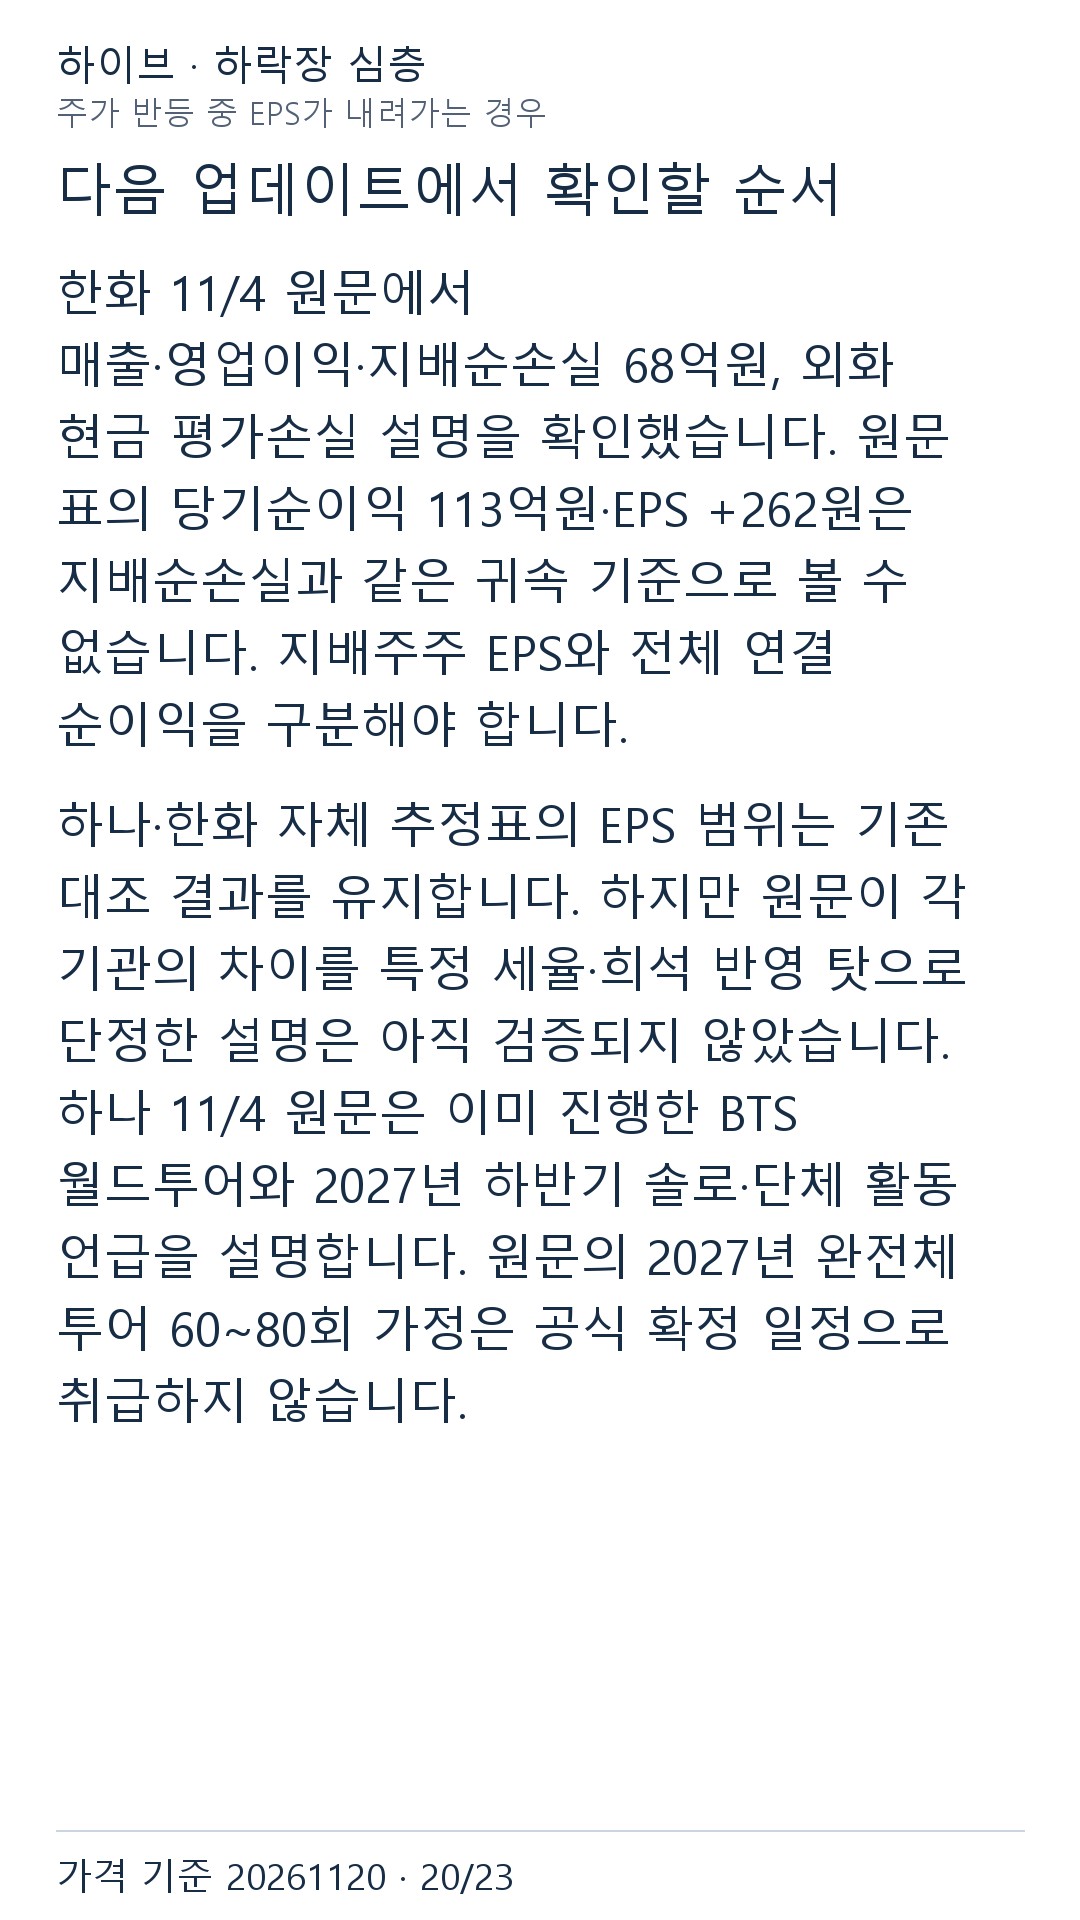 하이브 · 하락장 심층
주가 반등 중 EPS가 내려가는 경우
다음 업데이트에서 확인할 순서
한화 11/4 원문에서
매출·영업이익·지배순손실 68억원, 외화
현금 평가손실 설명을 확인했습니다. 원문
표의 당기순이익 113억원·EPS +262원은
지배순손실과 같은 귀속 기준으로 볼 수
없습니다. 지배주주 EPS와 전체 연결
순이익을 구분해야 합니다.
하나·한화 자체 추정표의 EPS 범위는 기존
대조 결과를 유지합니다. 하지만 원문이 각
기관의 차이를 특정 세율·희석 반영 탓으로
단정한 설명은 아직 검증되지 않았습니다.
하나 11/4 원문은 이미 진행한 BTS
월드투어와 2027년 하반기 솔로·단체 활동
언급을 설명합니다. 원문의 2027년 완전체
투어 60~80회 가정은 공식 확정 일정으로
취급하지 않습니다.
가격 기준 20261120 · 20/23